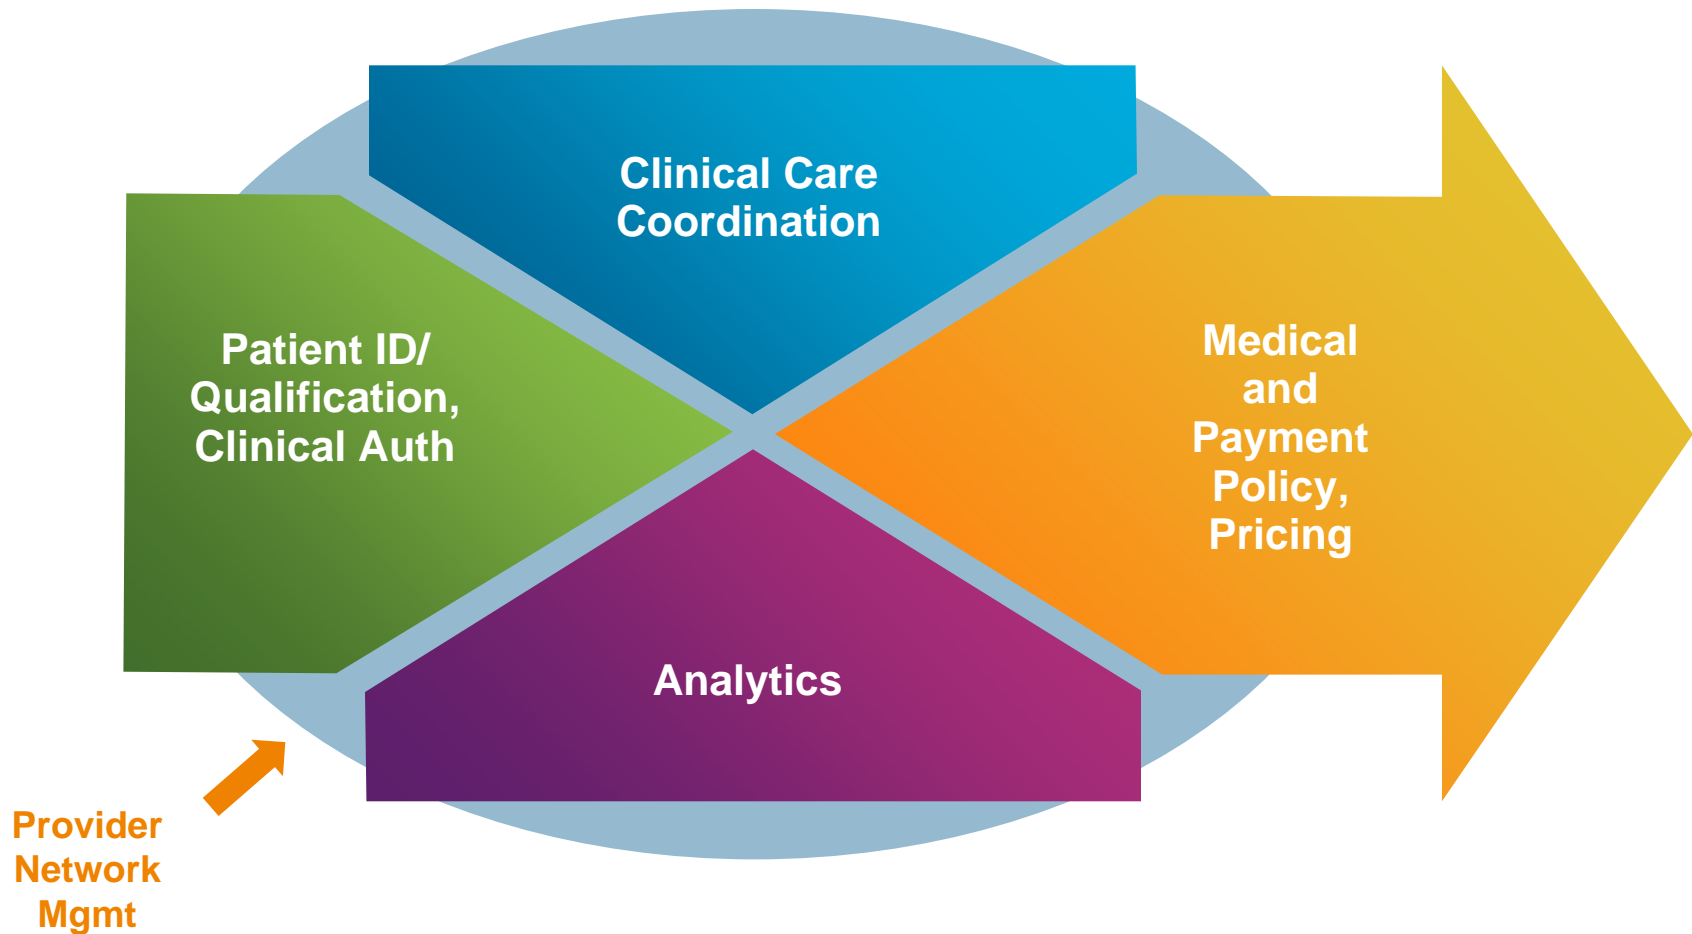 Clinical Care
Coordination
Patient ID/
Qualification,
Clinical Auth
Medical
and
Payment
Policy,
Pricing
Analytics
Provider
Network
Mgmt